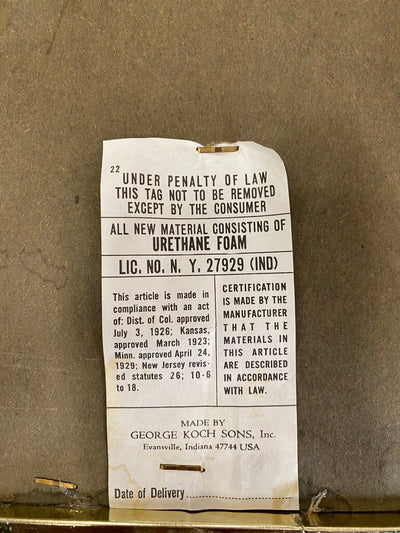 22
UNDER PENALTY OF LAW
THIS TAG NOT TO BE REMOVED
EXCEPT BY THE CONSUMER
ALL NEW MATERIAL CONSISTING OF
URETHANE FOAM
LIC. NO. N. Y. 27929 (IND)
This article is made in
compliance with an act
of: Dist. of Col. approved
July 3, 1926; Kansas,
approved March 1923;
Minn. approved April 24,
1929; New Jersey revis-
ed statutes 26; 10-6
to 18.
CERTIFICATION
IS MADE BY THE
MANUFACTURER
THAT THE
MATERIALS IN
THIS ARTICLE
ARE DESCRIBED
IN ACCORDANCE
WITH LAW.
MADE BY
GEORGE KOCH SONS, Inc.
Evansville, Indiana 47744 USA
Date of Delivery